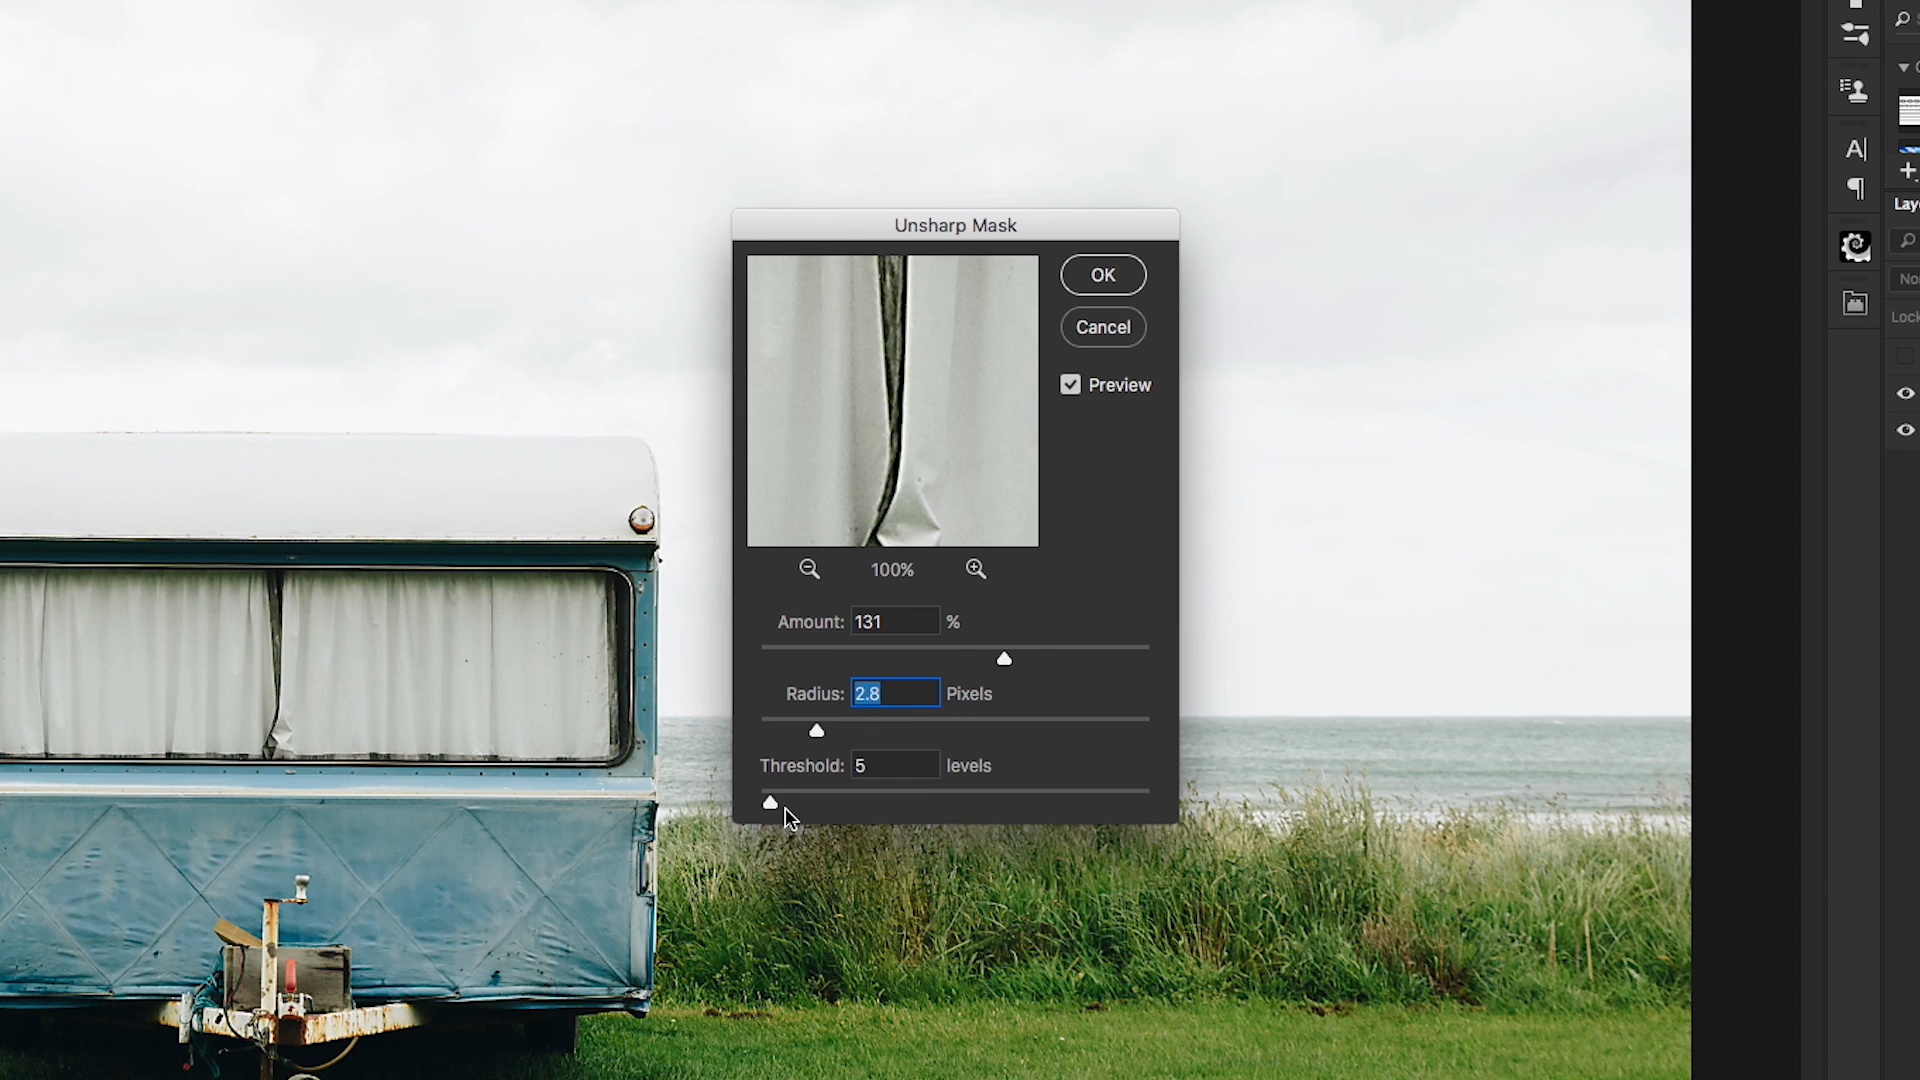 Unsharp Mask
OK
Cancel
Preview
100%
Amount: 131 %
Radius: 2.8 Pixels
Threshold: 5 levels
A